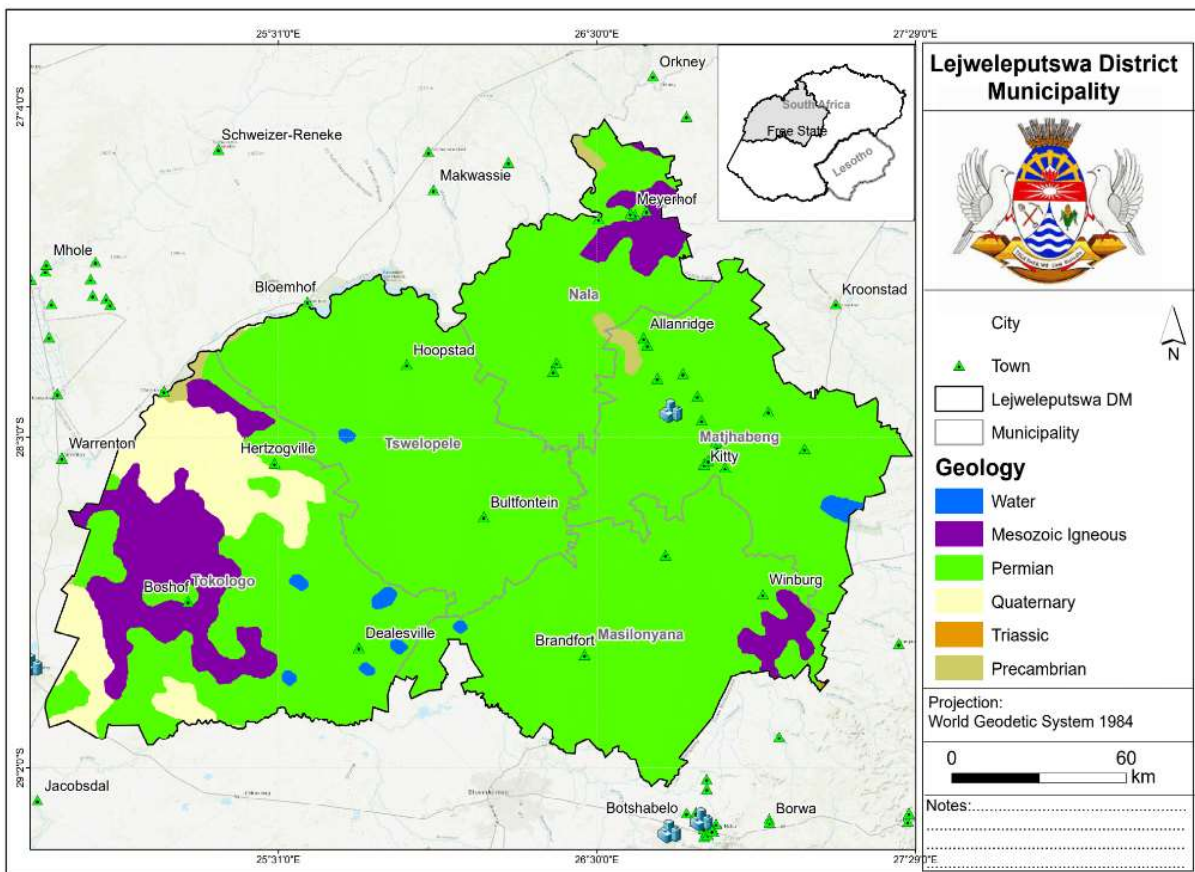 25°31'0"E
26°30'0"E
27°29'0"E
27°4'0"S
28°3'0"S
29°2'0"S
Orkney
Schweizer-Reneke
Makwassie
Meyerhof
Mhole
Bloemhof
Nala
Kroonstad
Allanridge
Hoopstad
Warrenton
Hertzogville
Tswelopele
Matjhabeng
Kitty
Bultfontein
Boshof
Tokologo
Winburg
Dealesville
Brandfort
Masilonyana
Jacobsdal
Botshabelo
Borwa
25°31'0"E
26°30'0"E
27°29'0"E
South Africa
Free State
Lesotho
Lejweleputswa District
Municipality
City
N
Town
Lejweleputswa DM
Municipality
Geology
Water
Mesozoic Igneous
Permian
Quaternary
Triassic
Precambrian
Projection:
World Geodetic System 1984
0 60
km
Notes: